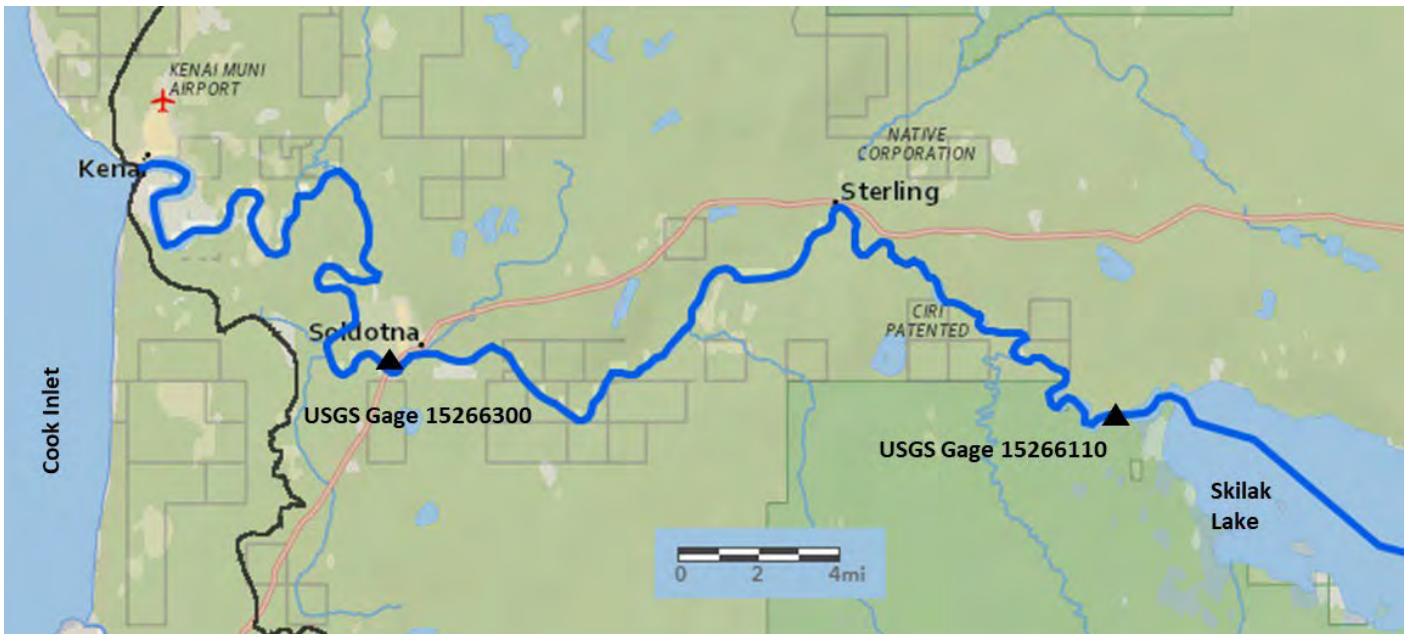 KENAI MUNI
AIRPORT
Kenai
NATIVE
CORPORATION
Sterling
CIRI
PATENTED
Soldotna
USGS Gage 15266300
USGS Gage 15266110
Cook Inlet
Skilak
Lake
0 2 4mi